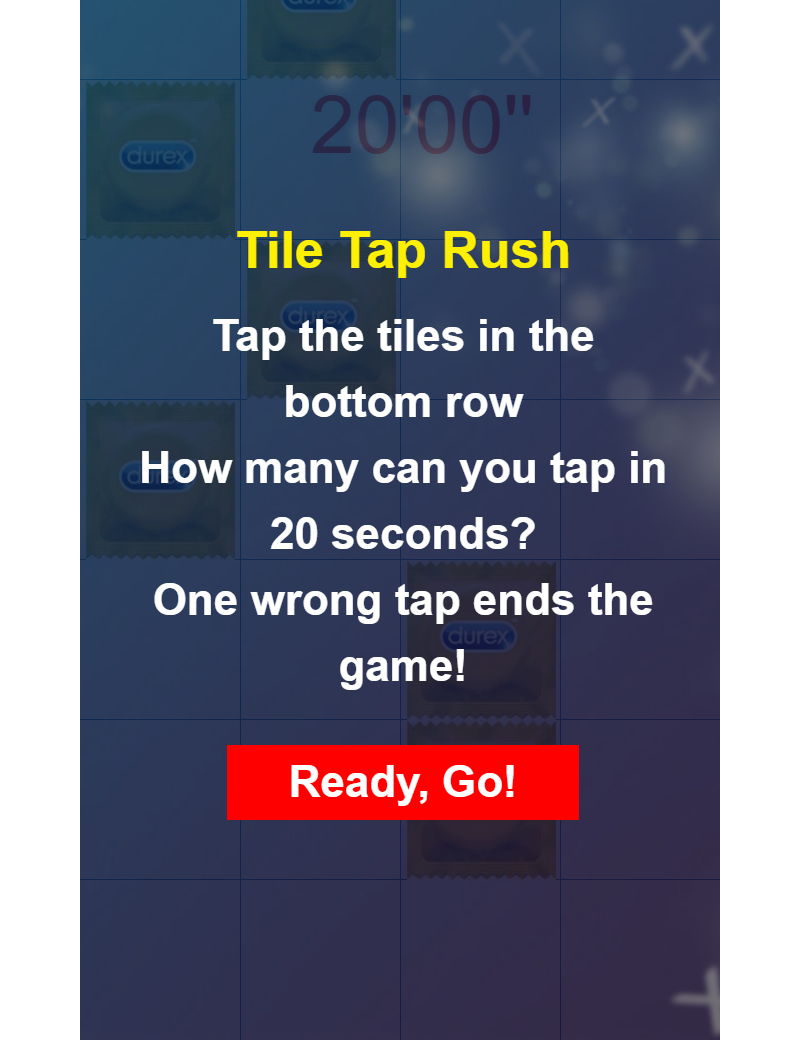 20'00"
durex
Tile Tap Rush
durex
Tap the tiles in the
bottom row
How many can you tap in
durex
20 seconds?
One wrong tap ends the
durex
game!
Ready, Go!